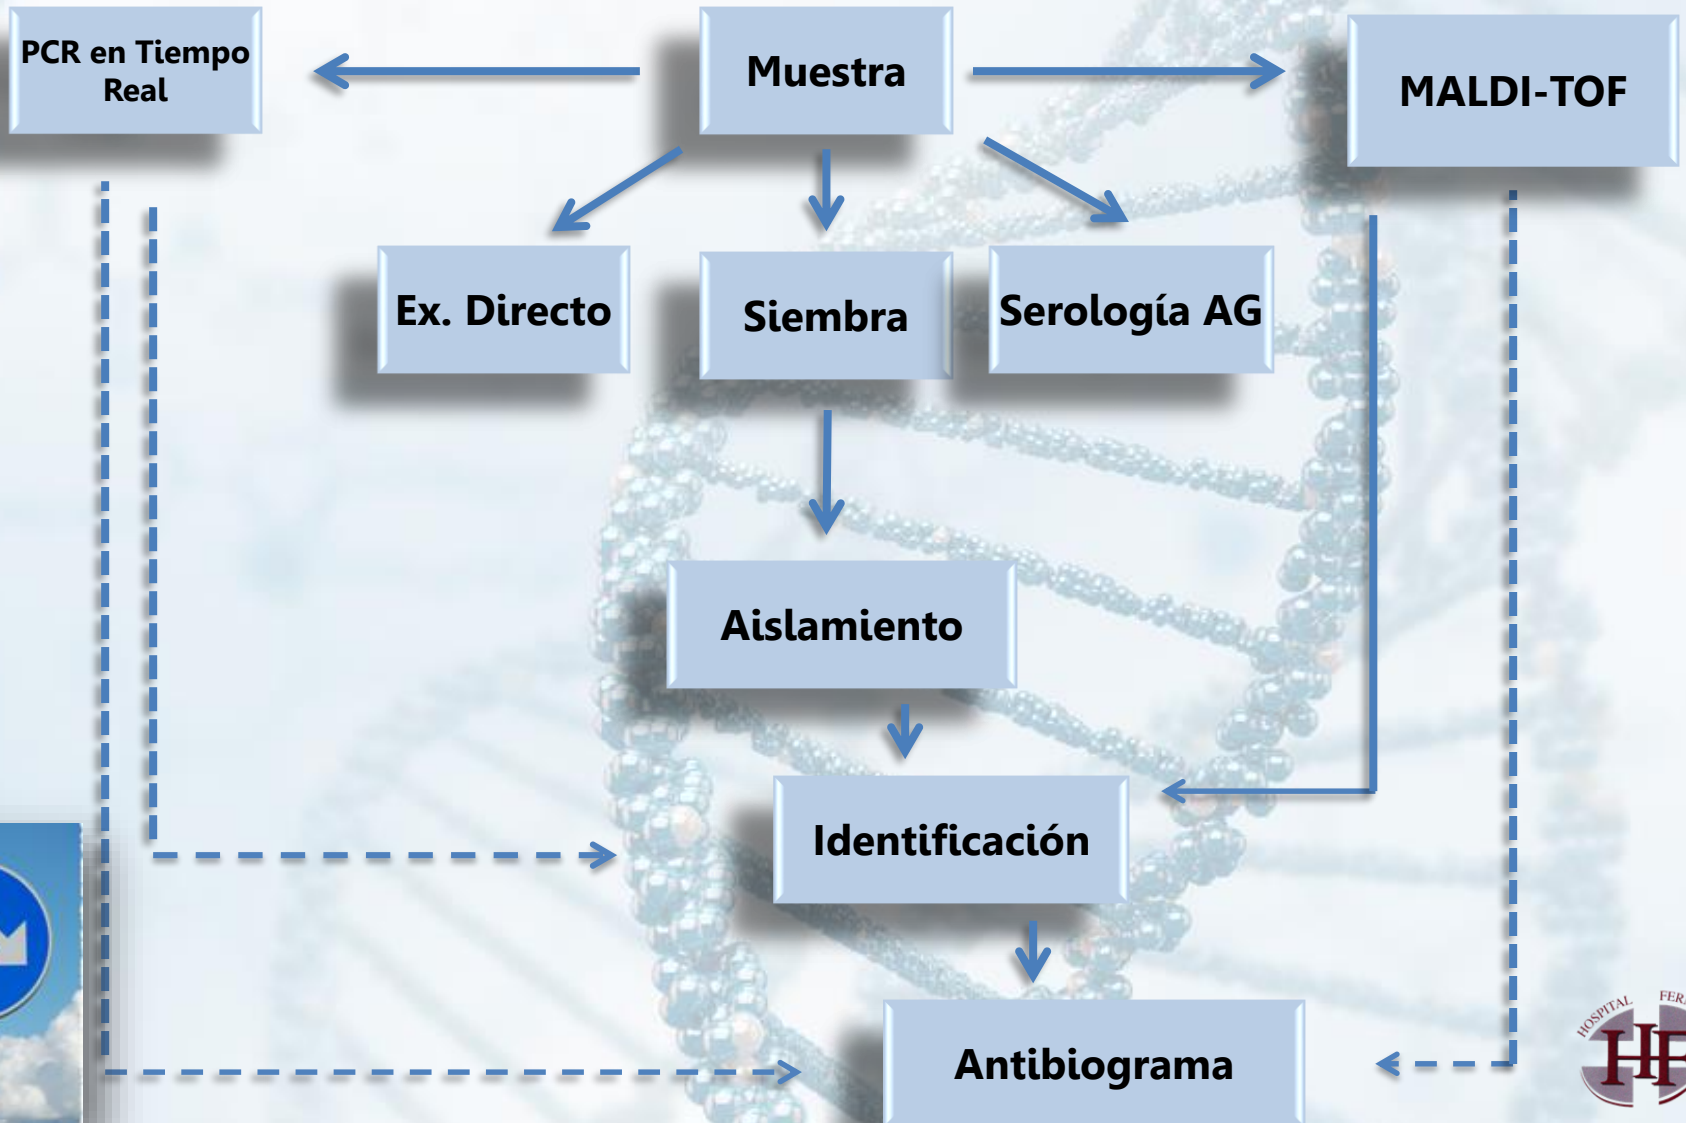 PCR en Tiempo
Real
Muestra
MALDI-TOF
Ex. Directo
Siembra
Serología AG
Aislamiento
Identificación
Antibiograma
HOSPITAL